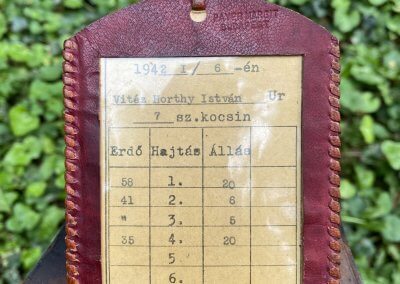 BUDAPEST
1942 I/ 6 -én
Vitéz Horthy István Ur
7 sz.kocsin
Erdő Hajtás Állás
58 1. 20
41 2. 6
" 3. 5
35 4. 20
5
6.